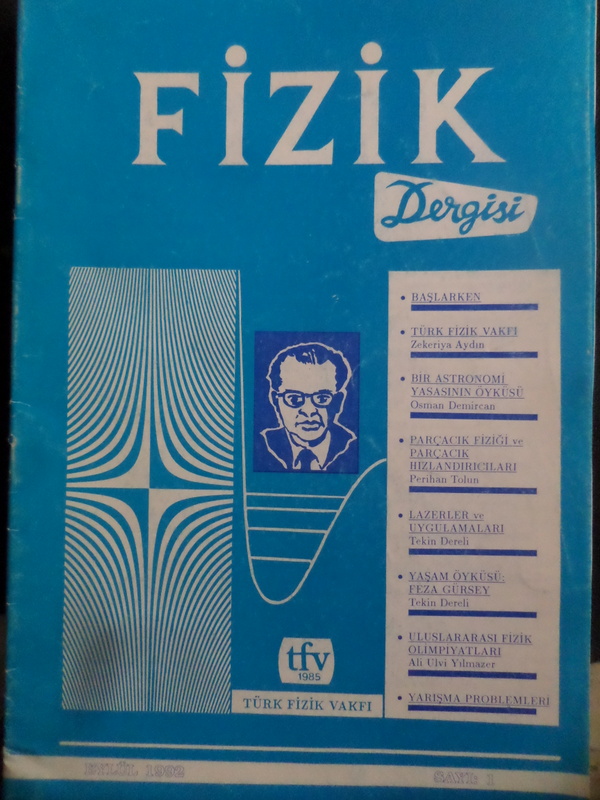 FİZİK
Dergisi
• BAŞLARKEN
• TÜRK FİZİK VAKFI
Zekeriya Aydın
• BİR ASTRONOMİ
YASASININ ÖYKÜSÜ
Osman Demircan
• PARÇACIK FİZİĞİ ve
PARÇACIK
HIZLANDIRICILARI
Perihan Tolun
• LAZERLER ve
UYGULAMALARI
Tekin Dereli
• YAŞAM ÖYKÜSÜ:
FEZA GÜRSEY
Tekin Dereli
• ULUSLARARASI FİZİK
OLİMPİYATLARI
Ali Ulvi Yılmazer
• YARIŞMA PROBLEMLERİ
tfv
1985
TÜRK FİZİK VAKFI
EYLÜL 1992
SAYI: 1